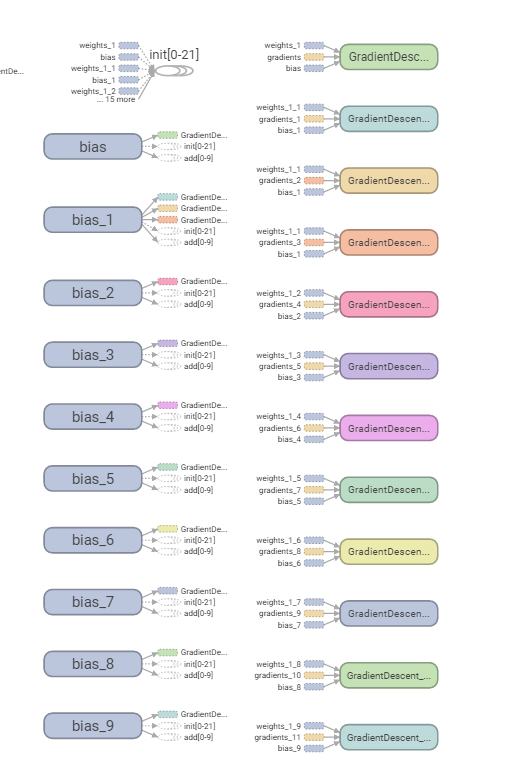 weights_1
bias
weights_1_1
bias_1
weights_1_2
... 15 more
init[0-21]
ntDe...
bias
GradientDe...
init[0-21]
add[0-9]
bias_1
GradientDe...
GradientDe...
GradientDe...
init[0-21]
add[0-9]
bias_2
GradientDe...
init[0-21]
add[0-9]
bias_3
GradientDe...
init[0-21]
add[0-9]
bias_4
GradientDe...
init[0-21]
add[0-9]
bias_5
GradientDe...
init[0-21]
add[0-9]
bias_6
GradientDe...
init[0-21]
add[0-9]
bias_7
GradientDe...
init[0-21]
add[0-9]
bias_8
GradientDe...
init[0-21]
add[0-9]
bias_9
GradientDe...
init[0-21]
add[0-9]
weights_1
gradients
bias
GradientDesc...
weights_1_1
gradients_1
bias_1
GradientDescen...
weights_1_1
gradients_2
bias_1
GradientDescen...
weights_1_1
gradients_3
bias_1
GradientDescen...
weights_1_2
gradients_4
bias_2
GradientDescen...
weights_1_3
gradients_5
bias_3
GradientDescen...
weights_1_4
gradients_6
bias_4
GradientDescen...
weights_1_5
gradients_7
bias_5
GradientDescen...
weights_1_6
gradients_8
bias_6
GradientDescen...
weights_1_7
gradients_9
bias_7
GradientDescen...
weights_1_8
gradients_10
bias_8
GradientDescent_...
weights_1_9
gradients_11
bias_9
GradientDescent_...